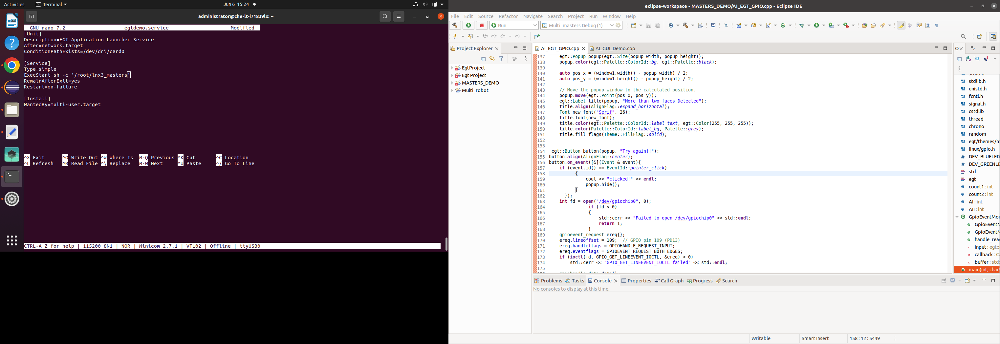 Activities Terminal Jun 6 15:24
administrator@che-lt-i71839lx: ~
GNU nano 7.2 egtdemo.service Modified
[Unit]
Description=EGT Application Launcher Service
After=network.target
ConditionPathExists=/dev/dri/card0
[Service]
Type=simple
ExecStart=sh -c '/root/lnx3_masters'
RemainAfterExit=yes
Restart=on-failure
[Install]
WantedBy=multi-user.target
^X Exit ^O Write Out ^W Where Is M-Q Previous ^K Cut ^C Location
^L Refresh ^R Read File ^\ Replace M-W Next ^U Paste ^/ Go To Line
CTRL-A Z for help | 115200 8N1 | NOR | Minicom 2.7.1 | VT102 | Offline | ttyUSB0
eclipse-workspace - MASTERS_DEMO/AI_EGT_GPIO.cpp - Eclipse IDE
File Edit Source Refactor Navigate Search Project Run Window Help
Run Multi_masters Debug (1)
Project Explorer
EgtProject
Egt Project
MASTERS_DEMO
Multi_robot
AI_EGT_GPIO.cpp AI_GUI_Demo.cpp
137 egt::Popup popup(egt::Size(popup_width, popup_height));
138 popup.color(egt::Palette::ColorId::bg, egt::Palette::black);
139
140 auto pos_x = (window1.width() - popup_width) / 2;
141 auto pos_y = (window1.height() - popup_height) / 2;
142
143 // Move the popup window to the calculated position.
144 popup.move(egt::Point(pos_x, pos_y));
145 egt::Label title(popup, "More than two faces Detected");
146 title.align(AlignFlag::expand_horizontal);
147 Font new_font("Serif", 26);
148 title.font(new_font);
149 title.color(egt::Palette::ColorId::label_text, egt::Color(255, 255, 255));
150 title.color(Palette::ColorId::label_bg, Palette::grey);
151 title.fill_flags(Theme::FillFlag::solid);
152
153
154 egt::Button button(popup, "Try again!!");
155 button.align(AlignFlag::center);
156 button.on_event([&](Event & event){
157 if (event.id() == EventId::pointer_click)
158 {
159 cout << "clicked!" << endl;
160 popup.hide();
161 }
162 });
163 int fd = open("/dev/gpiochip0", 0);
164 if (fd < 0)
165 {
166 std::cerr << "Failed to open /dev/gpiochip0" << std::endl;
167 return 1;
168 }
169 gpioevent_request ereq{};
170 ereq.lineoffset = 109; // GPIO pin 109 (PD13)
171 ereq.handleflags = GPIOHANDLE_REQUEST_INPUT;
172 ereq.eventflags = GPIOEVENT_REQUEST_BOTH_EDGES;
173 if (ioctl(fd, GPIO_GET_LINEEVENT_IOCTL, &ereq) < 0)
174 std::cerr << "GPIO_GET_LINEEVENT_IOCTL failed" << std::endl;
175
stdlib.h
unistd.h
fcntl.h
signal.h
cstdlib
thread
chrono
random
egt/themes/m
linux/gpio.h
DEV_BLUELED
DEV_GREENLE
std
egt
count1 : int
count2 : int
AI : int
AII : int
GpioEventMo
GpioEventM
GpioEventM
handle_rea
input : egt::
callback : C
buffer : std
main(int, char
Problems Tasks Console Properties Call Graph Progress Search
No consoles to display at this time.
Writable Smart Insert 158 : 12 : 5449